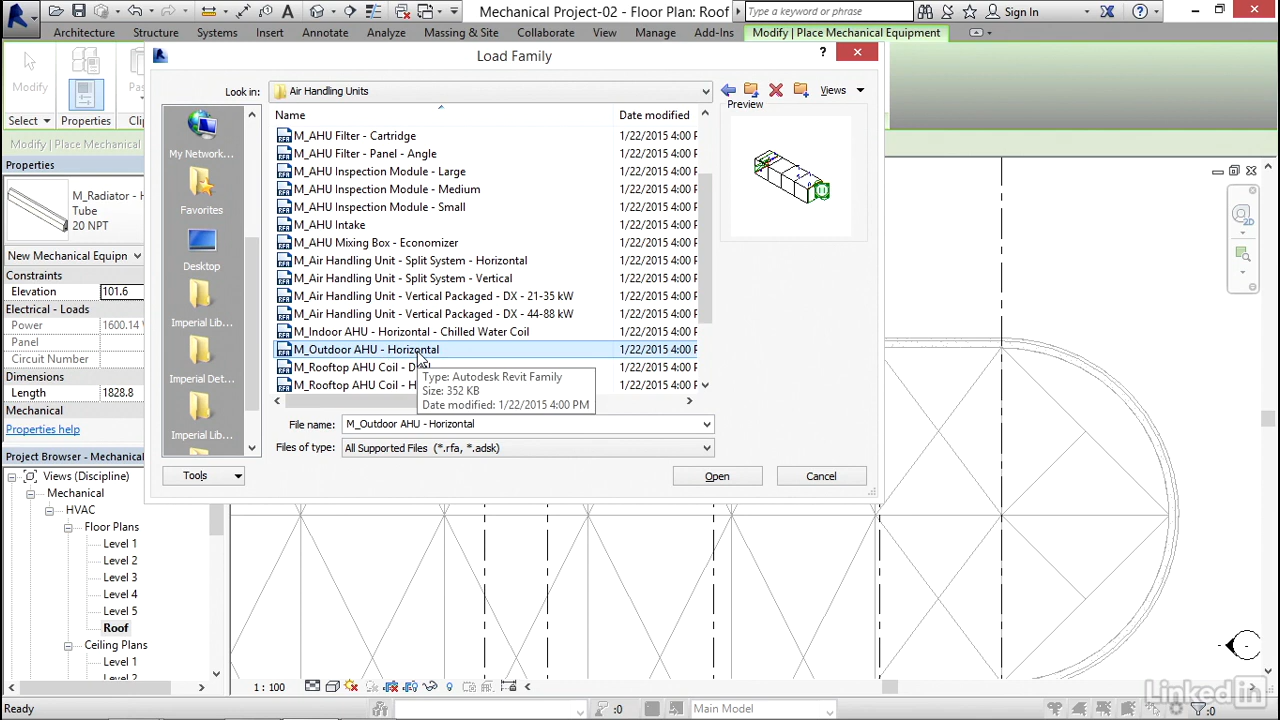 Mechanical Project-02 - Floor Plan: Roof
Type a keyword or phrase
Sign In
Architecture
Structure
Systems
Insert
Annotate
Analyze
Massing & Site
Collaborate
View
Manage
Add-Ins
Modify | Place Mechanical Equipment
Load Family
Modify
Select
Properties
Look in:
Air Handling Units
Views
Name
Date modified
Preview
M_AHU Filter - Cartridge 1/22/2015 4:00 P
M_AHU Filter - Panel - Angle 1/22/2015 4:00 P
M_AHU Inspection Module - Large 1/22/2015 4:00 P
M_AHU Inspection Module - Medium 1/22/2015 4:00 P
M_AHU Inspection Module - Small 1/22/2015 4:00 P
M_AHU Intake 1/22/2015 4:00 P
M_AHU Mixing Box - Economizer 1/22/2015 4:00 P
M_Air Handling Unit - Split System - Horizontal 1/22/2015 4:00 P
M_Air Handling Unit - Split System - Vertical 1/22/2015 4:00 P
M_Air Handling Unit - Vertical Packaged - DX - 21-35 kW 1/22/2015 4:00 P
M_Air Handling Unit - Vertical Packaged - DX - 44-88 kW 1/22/2015 4:00 P
M_Indoor AHU - Horizontal - Chilled Water Coil 1/22/2015 4:00 P
M_Outdoor AHU - Horizontal 1/22/2015 4:00 P
M_Rooftop AHU Coil - 1/22/2015 4:00 P
M_Rooftop AHU Coil - H 1/22/2015 4:00 P
Type: Autodesk Revit Family
Size: 352 KB
Date modified: 1/22/2015 4:00 PM
My Network...
Favorites
Desktop
Imperial Lib...
Imperial Det...
Imperial Lib...
File name:
M_Outdoor AHU - Horizontal
Files of type:
All Supported Files (*.rfa, *.adsk)
Tools
Open
Cancel
Modify | Place Mechanical
Properties
M_Radiator - H
Tube
20 NPT
New Mechanical Equipn
Constraints
Elevation 101.6
Electrical - Loads
Power 1600.14
Panel
Circuit Number
Dimensions
Length 1828.8
Mechanical
Properties help
Project Browser - Mechanical
Views (Discipline)
Mechanical
HVAC
Floor Plans
Level 1
Level 2
Level 3
Level 4
Level 5
Roof
Ceiling Plans
Level 1
1 : 100
Ready
:0
Main Model
:0
Linked in